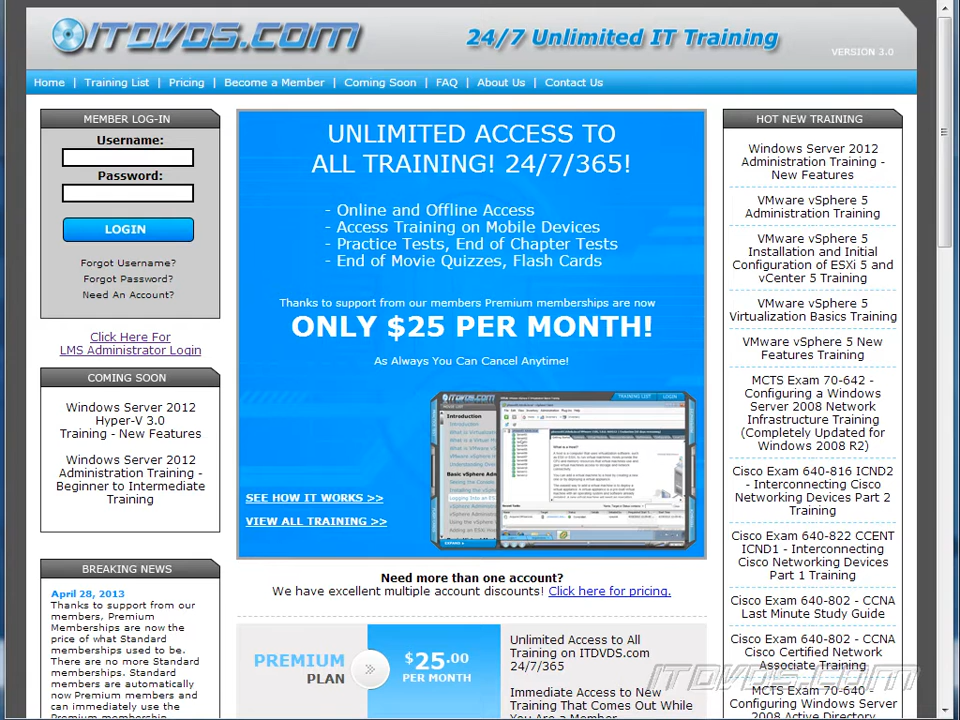 ITDVDS.COM
24/7 Unlimited IT Training
VERSION 3.0
Home | Training List | Pricing | Become a Member | Coming Soon | FAQ | About Us | Contact Us
MEMBER LOG-IN
Username:
Password:
LOGIN
Forgot Username?
Forgot Password?
Need An Account?
Click Here For
LMS Administrator Login
COMING SOON
Windows Server 2012
Hyper-V 3.0
Training - New Features
Windows Server 2012
Administration Training -
Beginner to Intermediate
Training
BREAKING NEWS
April 28, 2013
Thanks to support from our
members, Premium
Memberships are now the
price of what Standard
memberships used to be.
There are no more Standard
memberships. Standard
members are automatically
now Premium members and
can immediately use the
Premium membership
UNLIMITED ACCESS TO
ALL TRAINING! 24/7/365!
- Online and Offline Access
- Access Training on Mobile Devices
- Practice Tests, End of Chapter Tests
- End of Movie Quizzes, Flash Cards
Thanks to support from our members Premium memberships are now
ONLY $25 PER MONTH!
As Always You Can Cancel Anytime!
SEE HOW IT WORKS >>
VIEW ALL TRAINING >>
ITDVDS.COM
TRAINING LIST
LOGIN
Introduction
Need more than one account?
We have excellent multiple account discounts! Click here for pricing.
PREMIUM
PLAN
$25.00
PER MONTH
Unlimited Access to All
Training on ITDVDS.com
24/7/365
Immediate Access to New
Training That Comes Out While
You Are a Member
HOT NEW TRAINING
Windows Server 2012
Administration Training -
New Features
VMware vSphere 5
Administration Training
VMware vSphere 5
Installation and Initial
Configuration of ESXi 5 and
vCenter 5 Training
VMware vSphere 5
Virtualization Basics Training
VMware vSphere 5 New
Features Training
MCTS Exam 70-642 -
Configuring a Windows
Server 2008 Network
Infrastructure Training
(Completely Updated for
Windows 2008 R2)
Cisco Exam 640-816 ICND2
- Interconnecting Cisco
Networking Devices Part 2
Training
Cisco Exam 640-822 CCENT
ICND1 - Interconnecting
Cisco Networking Devices
Part 1 Training
Cisco Exam 640-802 - CCNA
Last Minute Study Guide
Cisco Exam 640-802 - CCNA
Cisco Certified Network
Associate Training
MCTS Exam 70-640 -
Configuring Windows Server
2008 Active Directory
ITDVDS.COM